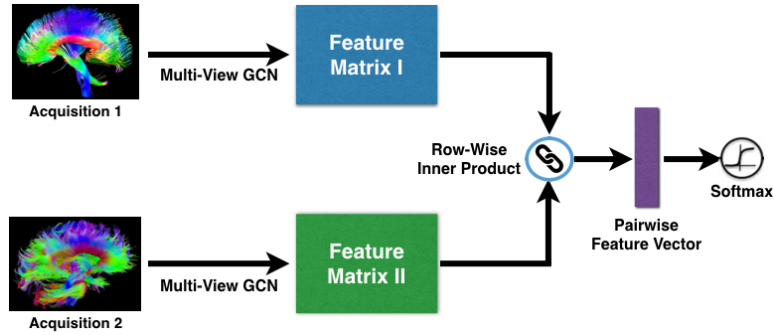 Acquisition 1
Multi-View GCN
Feature
Matrix I
Row-Wise
Inner Product
Pairwise
Feature Vector
Softmax
Acquisition 2
Multi-View GCN
Feature
Matrix II